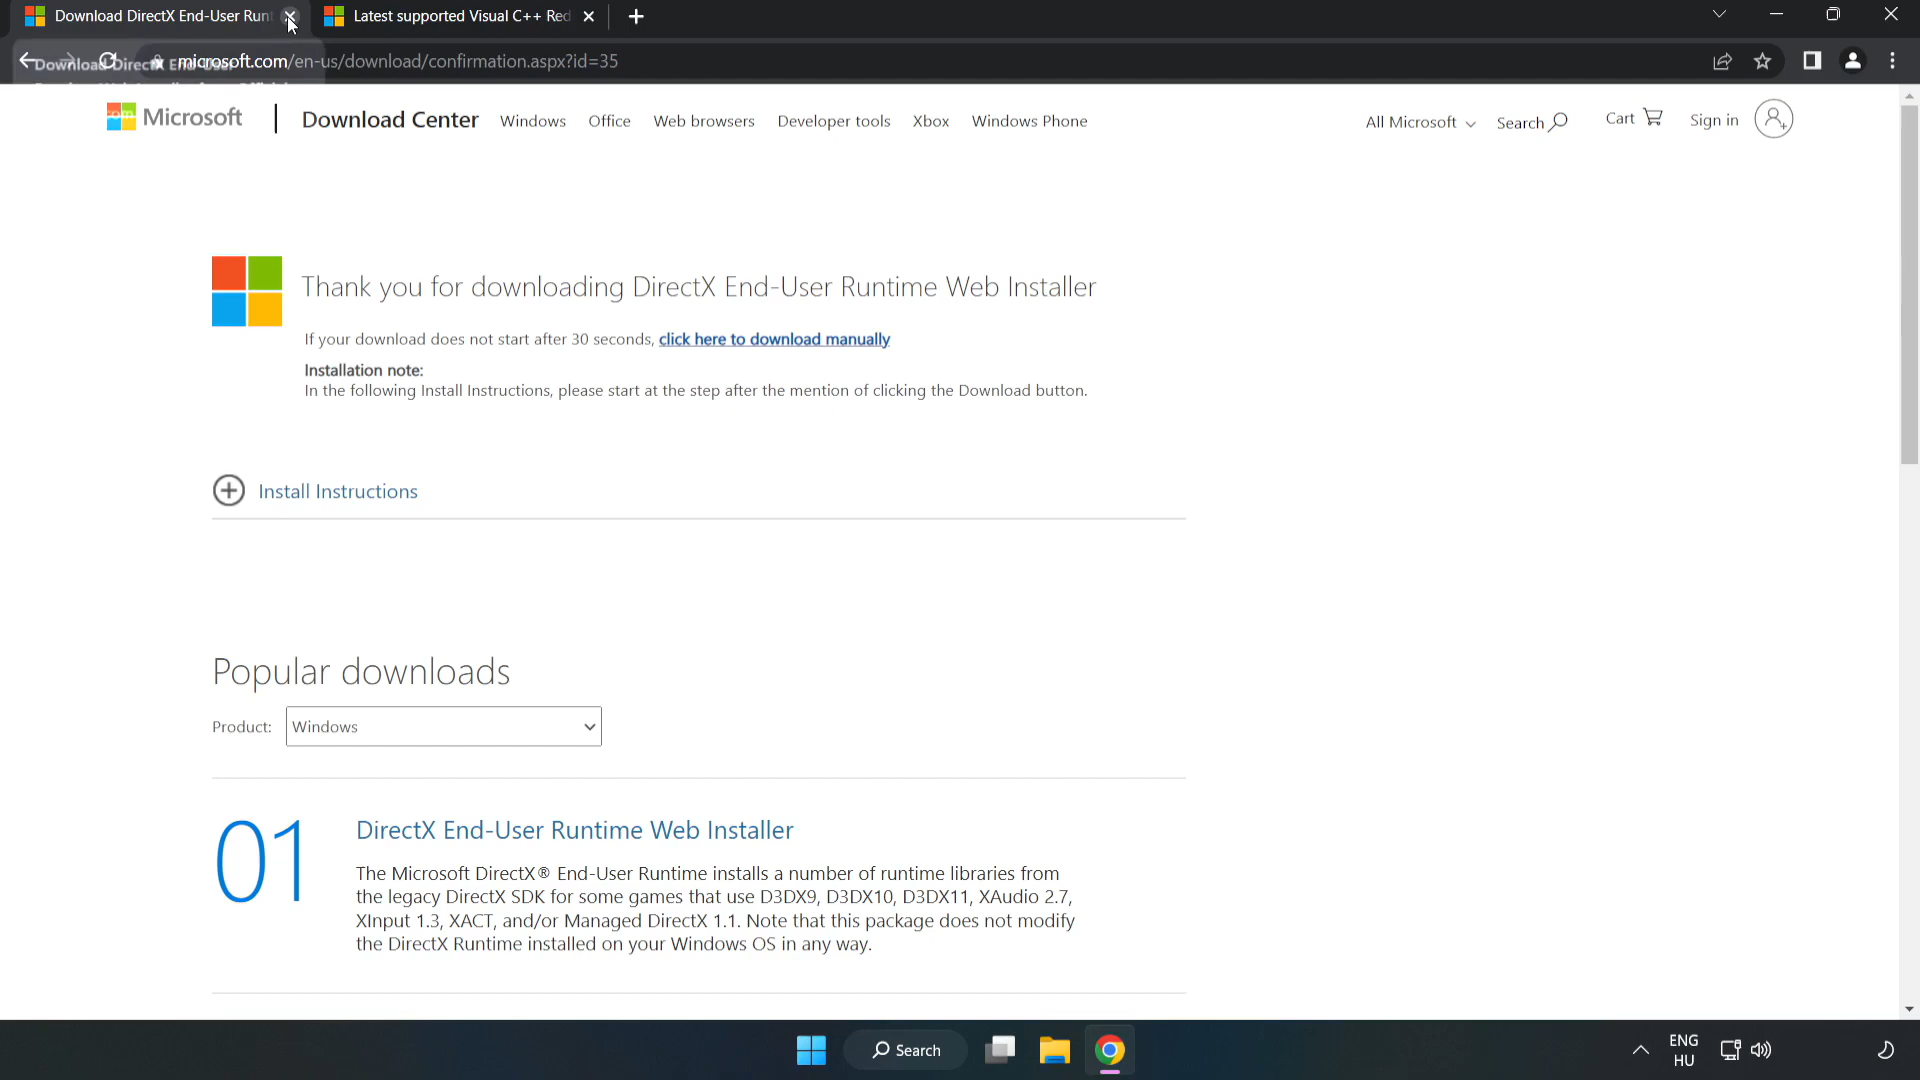 Download DirectX End-User Runt
Latest supported Visual C++ Red
microsoft.com/en-us/download/confirmation.aspx?id=35
Download DirectX End-User
Microsoft
Download Center
Windows
Office
Web browsers
Developer tools
Xbox
Windows Phone
All Microsoft
Search
Cart
Sign in
Thank you for downloading DirectX End-User Runtime Web Installer
If your download does not start after 30 seconds, click here to download manually
Installation note:
In the following Install Instructions, please start at the step after the mention of clicking the Download button.
Install Instructions
Popular downloads
Product: Windows
01
DirectX End-User Runtime Web Installer
The Microsoft DirectX® End-User Runtime installs a number of runtime libraries from
the legacy DirectX SDK for some games that use D3DX9, D3DX10, D3DX11, XAudio 2.7,
XInput 1.3, XACT, and/or Managed DirectX 1.1. Note that this package does not modify
the DirectX Runtime installed on your Windows OS in any way.
Search
ENG
HU